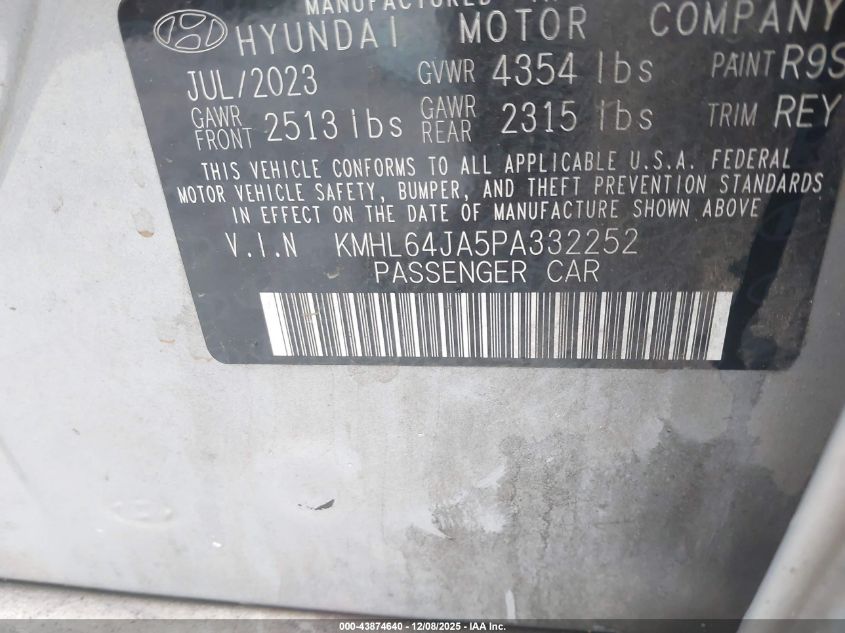 MANUFACTURED
HYUNDAI MOTOR COMPANY
JUL/2023 GVWR 4354 lbs PAINT R9S
GAWR FRONT 2513 lbs GAWR REAR 2315 lbs TRIM REY
THIS VEHICLE CONFORMS TO ALL APPLICABLE U.S.A. FEDERAL
MOTOR VEHICLE SAFETY, BUMPER, AND THEFT PREVENTION STANDARDS
IN EFFECT ON THE DATE OF MANUFACTURE SHOWN ABOVE
V.I.N KMHL64JA5PA332252
PASSENGER CAR
000-43874640 - 12/08/2025 - IAA Inc.